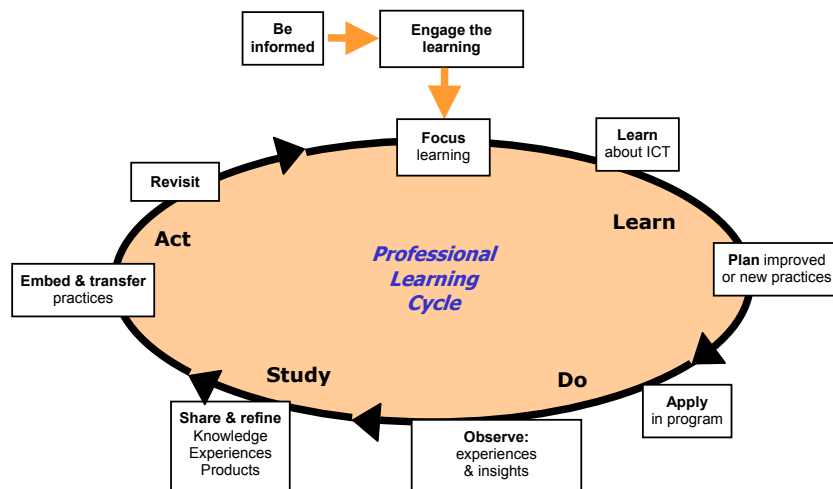 Be
informed
Engage the
learning
Focus
learning
Learn
about ICT
Revisit
Act
Learn
Professional
Learning
Cycle
Plan improved
or new practices
Embed & transfer
practices
Study
Do
Apply
in program
Share & refine
Knowledge
Experiences
Products
Observe:
experiences
& insights